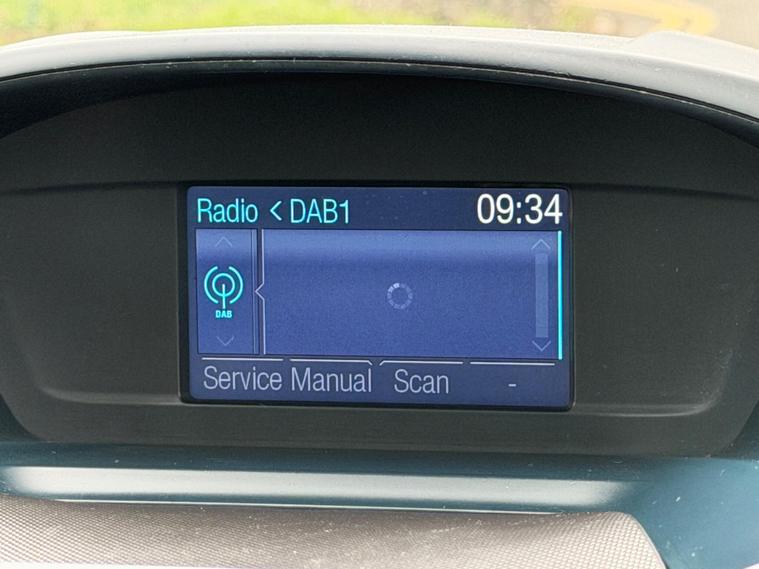 Radio < DAB1 09:34
DAB
Service Manual Scan -